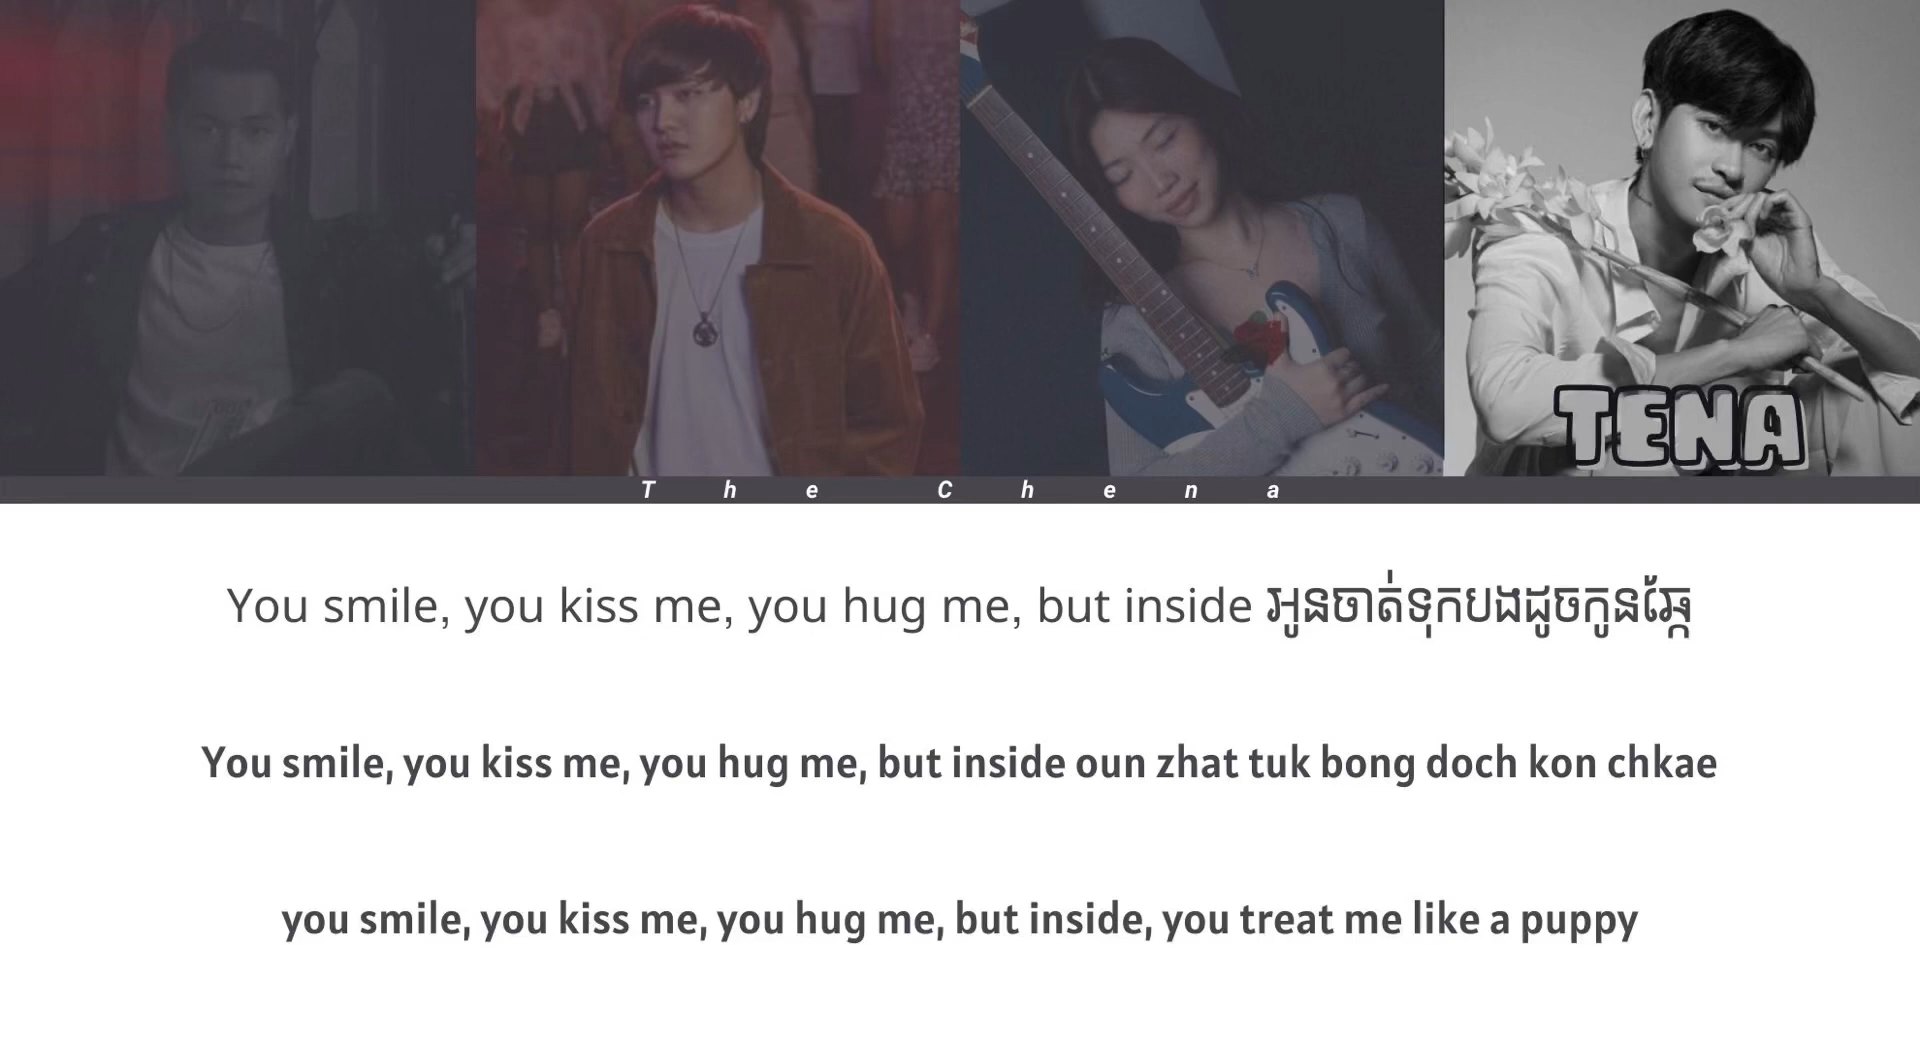 TENA
The Chena
You smile, you kiss me, you hug me, but inside អូនចាត់ទុកបងដូចកូនឆ្កែ
You smile, you kiss me, you hug me, but inside oun zhat tuk bong doch kon chkae
you smile, you kiss me, you hug me, but inside, you treat me like a puppy